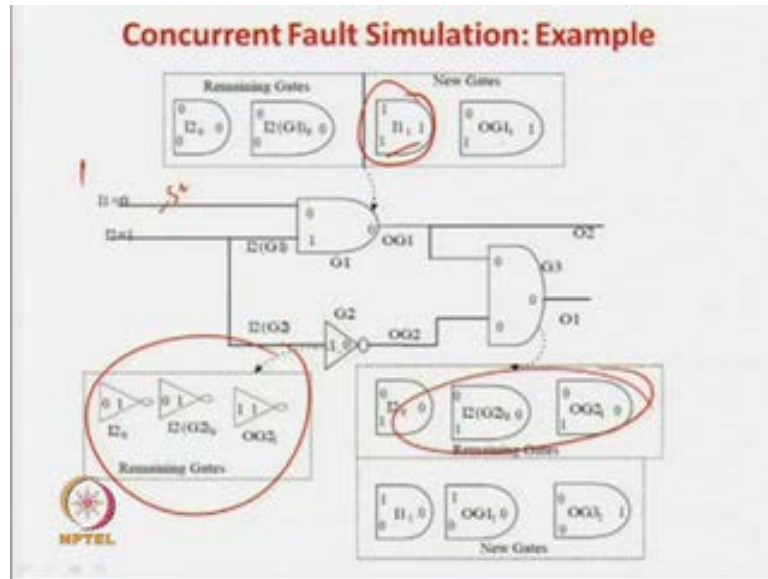 Concurrent Fault Simulation: Example
Remaining Gates
New Gates
0 I2₀ 0 0
0 I2(G1)₀ 0 0
1 I1₁ 1 1
0 OG1₁ 1 1
I1=0
I2=1
I2(G1)
0 1 0
G1
OG1
O2
I2(G2)
G2
1 0
OG2
0 0 0
G3
O1
0 1 I2₀
0 1 I2(G2)₀
1 1 OG2₁
Remaining Gates
0 I2₀ 0 1
0 I2(G2)₀ 0 1
0 OG2₁ 0 1
Remaining Gates
1 I1₁ 0 0
1 OG1₁ 0 0
0 OG3₁ 1 0
New Gates
NPTEL